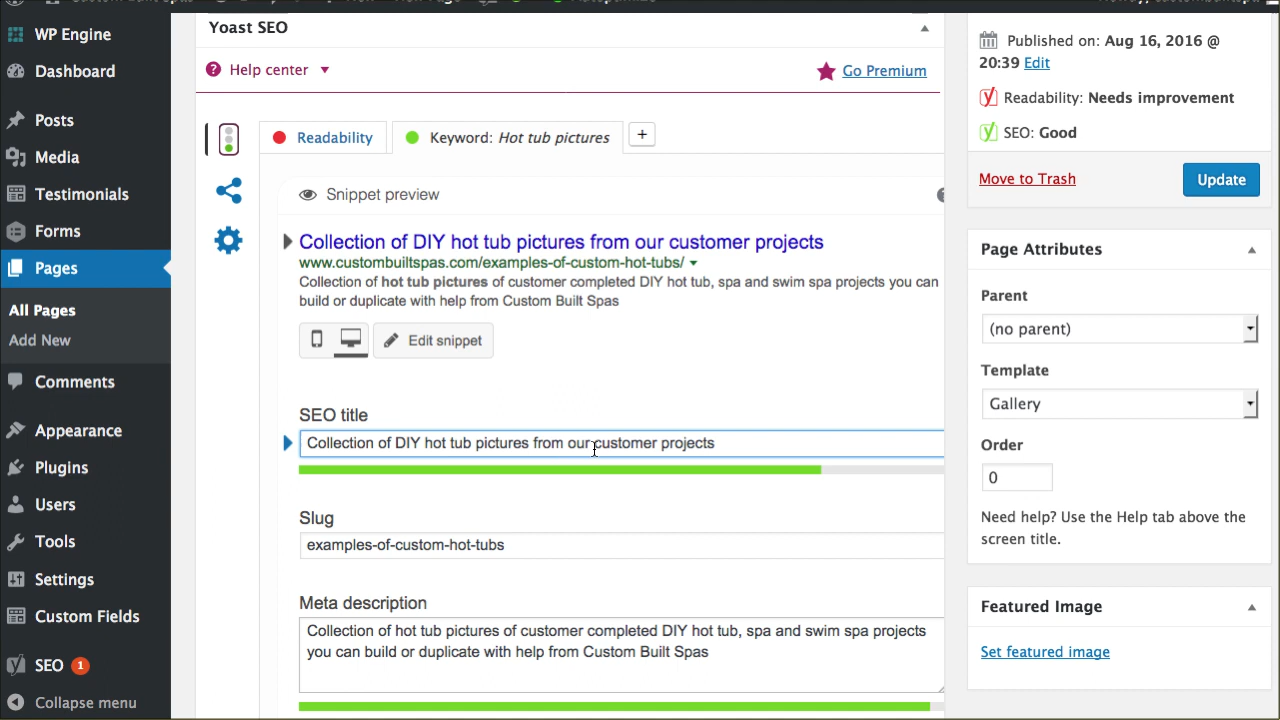 WP Engine
Dashboard
Posts
Media
Testimonials
Forms
Pages
All Pages
Add New
Comments
Appearance
Plugins
Users
Tools
Settings
Custom Fields
SEO 1
Collapse menu
Yoast SEO
? Help center
Go Premium
Readability
Keyword: Hot tub pictures
+
Snippet preview
Collection of DIY hot tub pictures from our customer projects
www.custombuiltspas.com/examples-of-custom-hot-tubs/
Collection of hot tub pictures of customer completed DIY hot tub, spa and swim spa projects you can
build or duplicate with help from Custom Built Spas
Edit snippet
SEO title
Collection of DIY hot tub pictures from our customer projects
Slug
examples-of-custom-hot-tubs
Meta description
Collection of hot tub pictures of customer completed DIY hot tub, spa and swim spa projects
you can build or duplicate with help from Custom Built Spas
Published on: Aug 16, 2016 @
20:39 Edit
Readability: Needs improvement
SEO: Good
Move to Trash
Update
Page Attributes
Parent
(no parent)
Template
Gallery
Order
0
Need help? Use the Help tab above the
screen title.
Featured Image
Set featured image